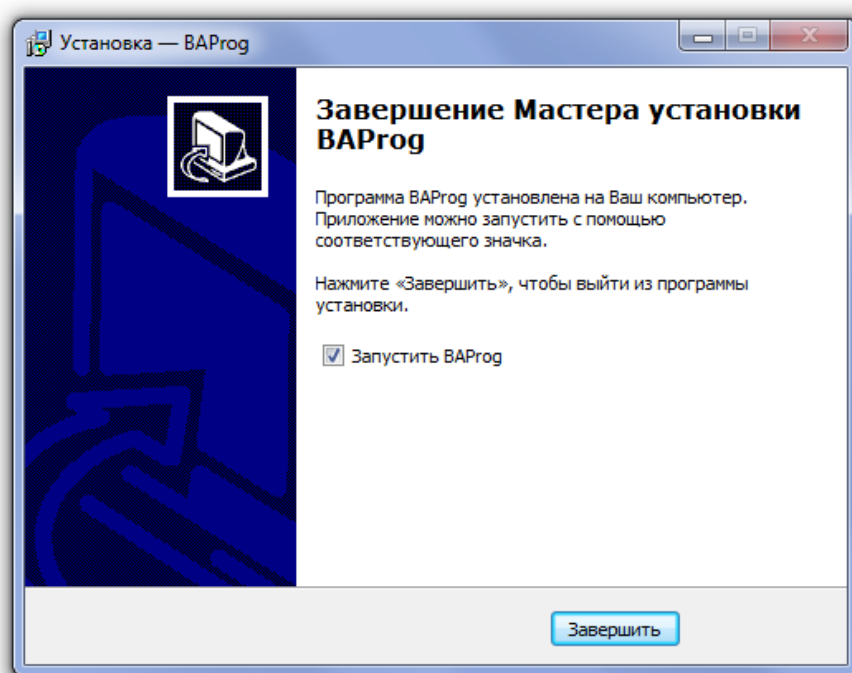 Установка — BAProg
Завершение Мастера установки
BAProg
Программа BAProg установлена на Ваш компьютер.
Приложение можно запустить с помощью
соответствующего значка.
Нажмите «Завершить», чтобы выйти из программы
установки.
Запустить BAProg
Завершить